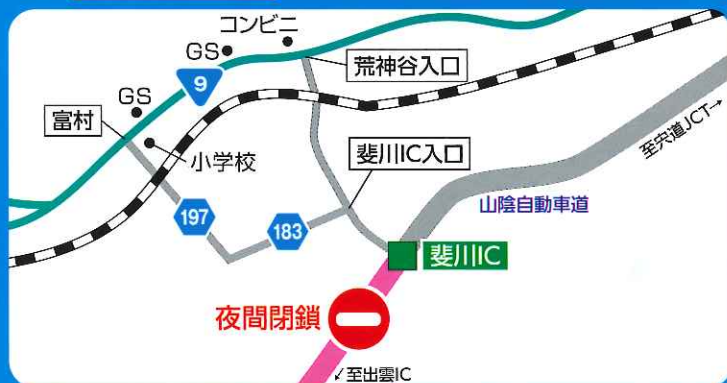 コンビニ
GS
荒神谷入口
9
GS
富村
小学校
斐川IC入口
至宍道JCT→
山陰自動車道
197
183
斐川IC
夜間閉鎖
↙至出雲IC